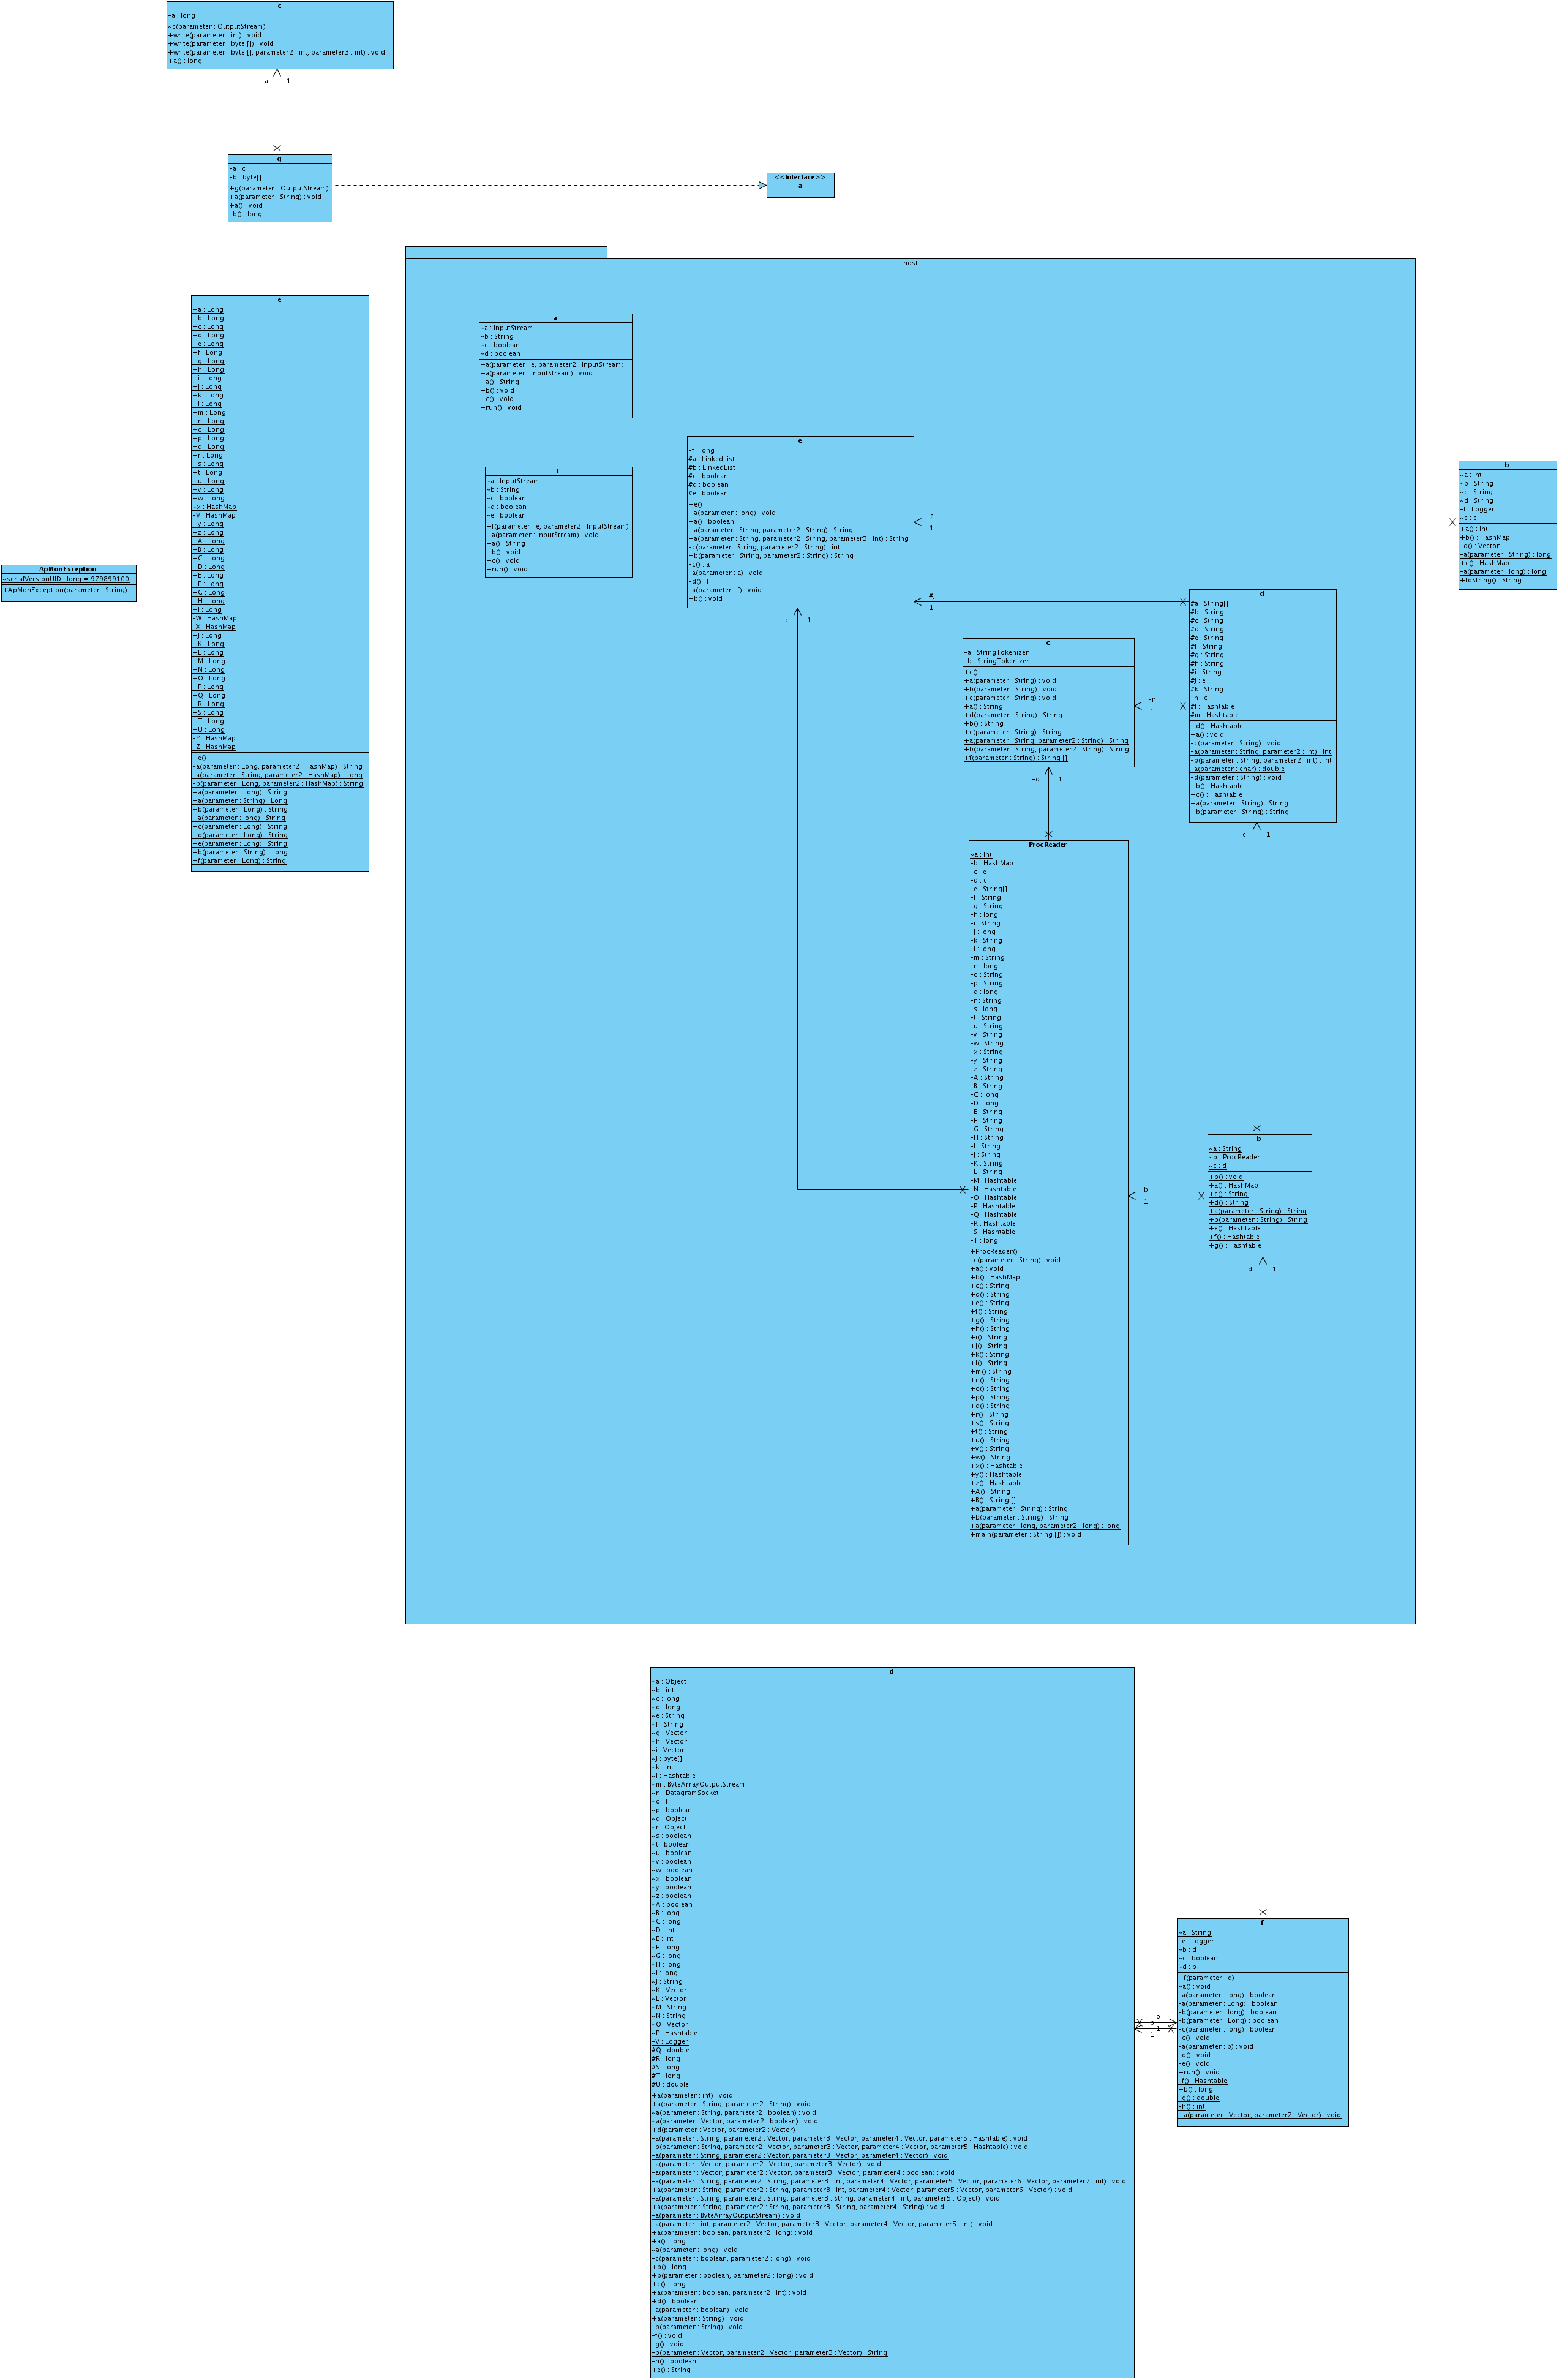 c
-a : long
~c(parameter : OutputStream)
+write(parameter : int) : void
+write(parameter : byte []) : void
+write(parameter : byte [], parameter2 : int, parameter3 : int) : void
+a() : long
-a
1
g
-a : c
-b : byte[]
+g(parameter : OutputStream)
+a(parameter : String) : void
+a() : void
-b() : long
<<Interface>>
a
host
e
+a : Long
+b : Long
+c : Long
+d : Long
+e : Long
+f : Long
+g : Long
+h : Long
+i : Long
+j : Long
+k : Long
+l : Long
+m : Long
+n : Long
+o : Long
+p : Long
+q : Long
+r : Long
+s : Long
+t : Long
+u : Long
+v : Long
+w : Long
-x : HashMap
-V : HashMap
+y : Long
+z : Long
+A : Long
+B : Long
+C : Long
+D : Long
+E : Long
+F : Long
+G : Long
+H : Long
+I : Long
-W : HashMap
-X : HashMap
+J : Long
+K : Long
+L : Long
+M : Long
+N : Long
+O : Long
+P : Long
+Q : Long
+R : Long
+S : Long
+T : Long
+U : Long
-Y : HashMap
-Z : HashMap
+e()
-a(parameter : Long, parameter2 : HashMap) : String
-a(parameter : String, parameter2 : HashMap) : Long
-b(parameter : Long, parameter2 : HashMap) : String
+a(parameter : Long) : String
+a(parameter : String) : Long
+b(parameter : Long) : String
+a(parameter : long) : String
+c(parameter : Long) : String
+d(parameter : Long) : String
+e(parameter : Long) : String
+b(parameter : String) : Long
+f(parameter : Long) : String
a
~a : InputStream
~b : String
~c : boolean
~d : boolean
+a(parameter : e, parameter2 : InputStream)
+a(parameter : InputStream) : void
+a() : String
+b() : void
+c() : void
+run() : void
f
~a : InputStream
~b : String
~c : boolean
~d : boolean
~e : boolean
+f(parameter : e, parameter2 : InputStream)
+a(parameter : InputStream) : void
+a() : String
+b() : void
+c() : void
+run() : void
e
-f : long
#a : LinkedList
#b : LinkedList
#c : boolean
#d : boolean
#e : boolean
+e()
+a(parameter : long) : void
+a() : boolean
+a(parameter : String, parameter2 : String) : String
+a(parameter : String, parameter2 : String, parameter3 : int) : String
-c(parameter : String, parameter2 : String) : int
+b(parameter : String, parameter2 : String) : String
-c() : a
-a(parameter : a) : void
-d() : f
-a(parameter : f) : void
+b() : void
e
1
b
~a : int
~b : String
~c : String
~d : String
-f : Logger
~e : e
+a() : int
+b() : HashMap
-d() : Vector
-a(parameter : String) : long
+c() : HashMap
-a(parameter : long) : long
+toString() : String
ApMonException
-serialVersionUID : long = 979899100
+ApMonException(parameter : String)
#j
1
-c
1
d
#a : String[]
#b : String
#c : String
#d : String
#e : String
#f : String
#g : String
#h : String
#i : String
#j : e
#k : String
-n : c
#l : Hashtable
#m : Hashtable
+d() : Hashtable
+a() : void
-c(parameter : String) : void
-a(parameter : String, parameter2 : int) : int
-b(parameter : String, parameter2 : int) : int
-a(parameter : char) : double
-d(parameter : String) : void
+b() : Hashtable
+c() : Hashtable
+a(parameter : String) : String
+b(parameter : String) : String
c
-a : StringTokenizer
-b : StringTokenizer
+c()
+a(parameter : String) : void
+b(parameter : String) : void
+c(parameter : String) : void
+a() : String
+d(parameter : String) : String
+b() : String
+e(parameter : String) : String
+a(parameter : String, parameter2 : String) : String
+b(parameter : String, parameter2 : String) : String
+f(parameter : String) : String []
-n
1
-d
1
c
1
ProcReader
~a : int
-b : HashMap
-c : e
-d : c
-e : String[]
-f : String
-g : String
-h : long
-i : String
-j : long
-k : String
-l : long
-m : String
-n : long
-o : String
-p : String
-q : long
-r : String
-s : long
-t : String
-u : String
-v : String
-w : String
-x : String
-y : String
-z : String
-A : String
-B : String
-C : long
-D : long
-E : String
-F : String
-G : String
-H : String
-I : String
-J : String
-K : String
-L : String
-M : Hashtable
-N : Hashtable
-O : Hashtable
-P : Hashtable
-Q : Hashtable
-R : Hashtable
-S : Hashtable
-T : long
+ProcReader()
-c(parameter : String) : void
+a() : void
+b() : HashMap
+c() : String
+d() : String
+e() : String
+f() : String
+g() : String
+h() : String
+i() : String
+j() : String
+k() : String
+l() : String
+m() : String
+n() : String
+o() : String
+p() : String
+q() : String
+r() : String
+s() : String
+t() : String
+u() : String
+v() : String
+w() : String
+x() : Hashtable
+y() : Hashtable
+z() : Hashtable
+A() : String
+B() : String []
+a(parameter : String) : String
+b(parameter : String) : String
+a(parameter : long, parameter2 : long) : long
+main(parameter : String []) : void
b
~a : String
~b : ProcReader
~c : d
+b() : void
+a() : HashMap
+c() : String
+d() : String
+a(parameter : String) : String
+b(parameter : String) : String
+e() : Hashtable
+f() : Hashtable
+g() : Hashtable
b
1
d
1
d
~a : Object
~b : int
~c : long
~d : long
~e : String
~f : String
~g : Vector
~h : Vector
~i : Vector
~j : byte[]
~k : int
~l : Hashtable
~m : ByteArrayOutputStream
~n : DatagramSocket
~o : f
~p : boolean
~q : Object
~r : Object
~s : boolean
~t : boolean
~u : boolean
~v : boolean
~w : boolean
~x : boolean
~y : boolean
~z : boolean
~A : boolean
~B : long
~C : long
~D : int
~E : int
~F : long
~G : long
~H : long
~I : long
~J : String
~K : Vector
~L : Vector
~M : String
~N : String
~O : Vector
~P : Hashtable
-V : Logger
#Q : double
#R : long
#S : long
#T : long
#U : double
+a(parameter : int) : void
+a(parameter : String, parameter2 : String) : void
-a(parameter : String, parameter2 : boolean) : void
-a(parameter : Vector, parameter2 : boolean) : void
+d(parameter : Vector, parameter2 : Vector)
-a(parameter : String, parameter2 : Vector, parameter3 : Vector, parameter4 : Vector, parameter5 : Hashtable) : void
-b(parameter : String, parameter2 : Vector, parameter3 : Vector, parameter4 : Vector, parameter5 : Hashtable) : void
-a(parameter : String, parameter2 : Vector, parameter3 : Vector, parameter4 : Vector) : void
-a(parameter : Vector, parameter2 : Vector, parameter3 : Vector) : void
-a(parameter : Vector, parameter2 : Vector, parameter3 : Vector, parameter4 : boolean) : void
-a(parameter : String, parameter2 : String, parameter3 : int, parameter4 : Vector, parameter5 : Vector, parameter6 : Vector, parameter7 : int) : void
+a(parameter : String, parameter2 : String, parameter3 : int, parameter4 : Vector, parameter5 : Vector, parameter6 : Vector) : void
-a(parameter : String, parameter2 : String, parameter3 : String, parameter4 : int, parameter5 : Object) : void
+a(parameter : String, parameter2 : String, parameter3 : String, parameter4 : String) : void
-a(parameter : ByteArrayOutputStream) : void
-a(parameter : int, parameter2 : Vector, parameter3 : Vector, parameter4 : Vector, parameter5 : int) : void
+a(parameter : boolean, parameter2 : long) : void
+a() : long
~a(parameter : long) : void
-c(parameter : boolean, parameter2 : long) : void
+b() : long
+b(parameter : boolean, parameter2 : long) : void
+c() : long
+a(parameter : boolean, parameter2 : int) : void
+d() : boolean
-a(parameter : boolean) : void
+a(parameter : String) : void
-b(parameter : String) : void
-f() : void
-g() : void
-b(parameter : Vector, parameter2 : Vector, parameter3 : Vector) : String
-h() : boolean
+e() : String
f
~a : String
-e : Logger
~b : d
~c : boolean
~d : b
+f(parameter : d)
~a() : void
-a(parameter : long) : boolean
-a(parameter : Long) : boolean
-b(parameter : long) : boolean
-b(parameter : Long) : boolean
-c(parameter : long) : boolean
-c() : void
-a(parameter : b) : void
-d() : void
-e() : void
+run() : void
-f() : Hashtable
+b() : long
-g() : double
-h() : int
+a(parameter : Vector, parameter2 : Vector) : void
o
1
b
1